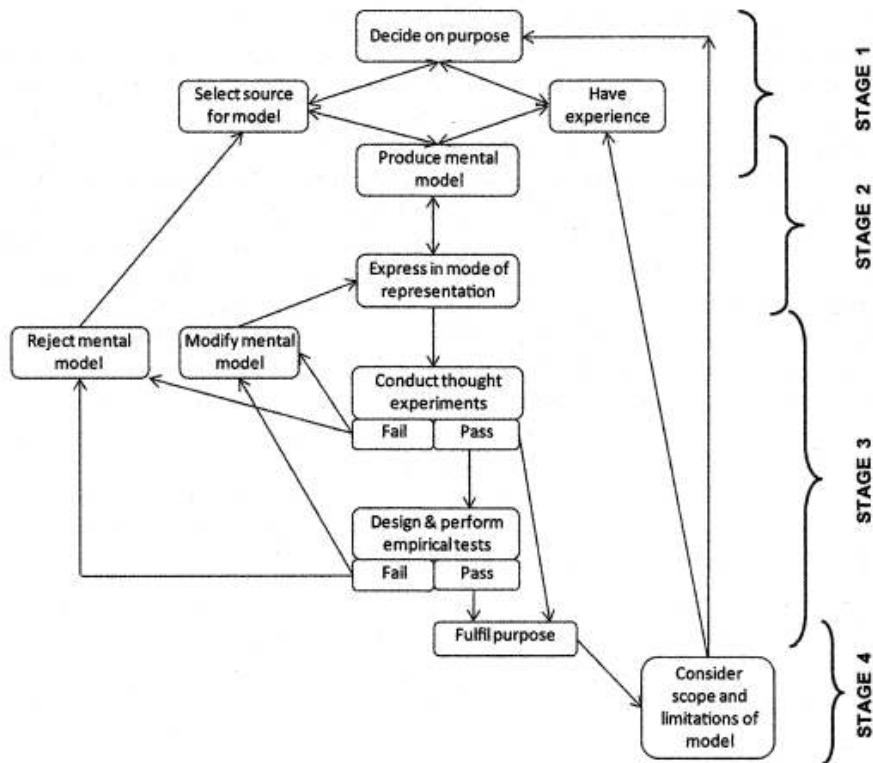 Decide on purpose
Select source
for model
Have
experience
Produce mental
model
Express in mode of
representation
Reject mental
model
Modify mental
model
Conduct thought
experiments
Fail
Pass
Design & perform
empirical tests
Fail
Pass
Fulfil purpose
Consider
scope and
limitations of
model
STAGE 1
STAGE 2
STAGE 3
STAGE 4